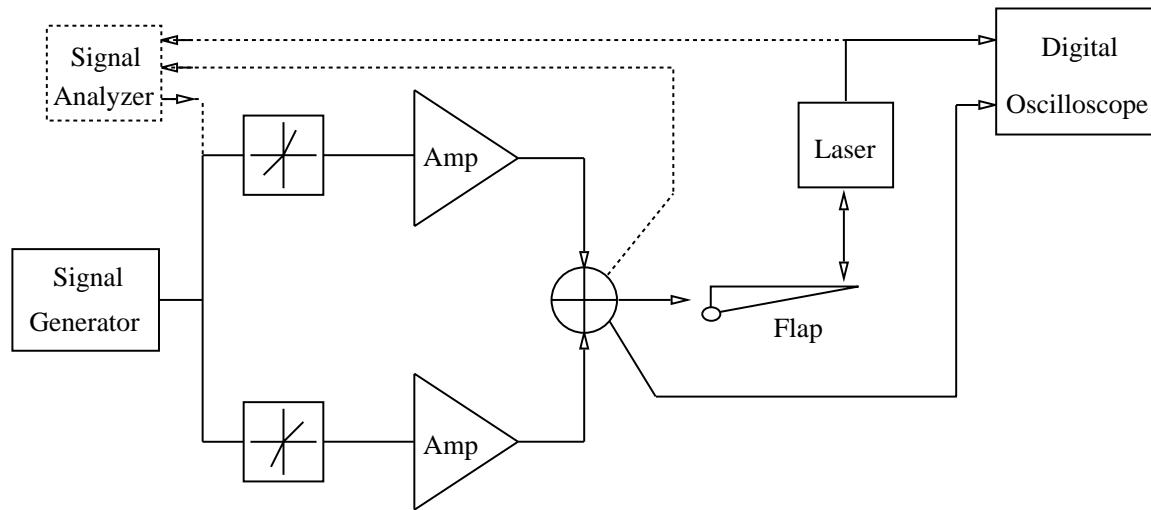 Signal
Analyzer
Digital
Oscilloscope
Laser
Amp
Signal
Generator
Flap
Amp